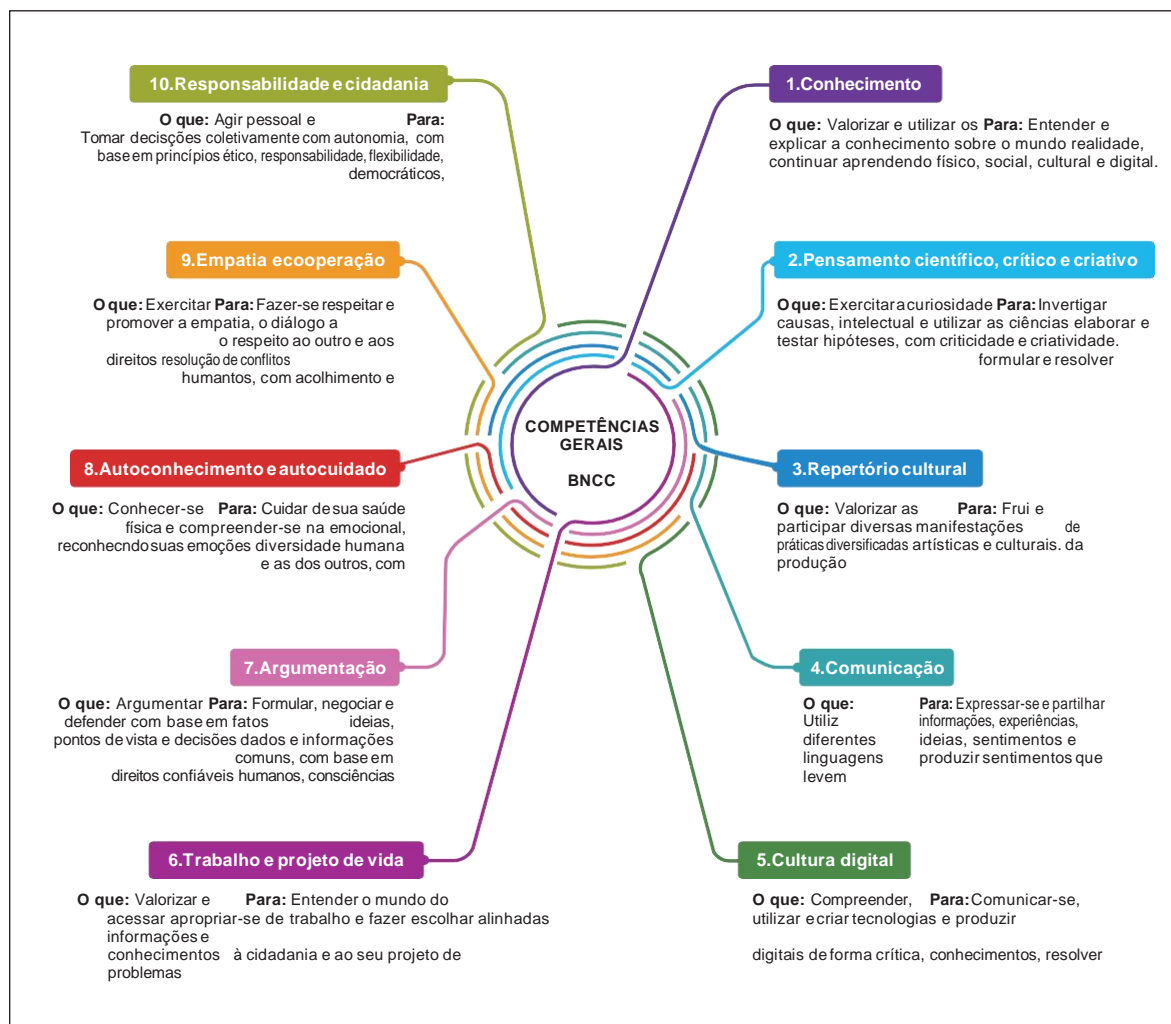 10.Responsabilidade e cidadania
O que: Agir pessoal e Para:
Tomar decisções coletivamente com autonomia, com
base em princípios ético, responsabilidade, flexibilidade,
democráticos,
1.Conhecimento
O que: Valorizar e utilizar os Para: Entender e
explicar a conhecimento sobre o mundo realidade,
continuar aprendendo físico, social, cultural e digital.
9.Empatia e cooperação
O que: Exercitar Para: Fazer-se respeitar e
promover a empatia, o diálogo a
o respeito ao outro e aos
direitos resolução de conflitos
humantos, com acolhimento e
2.Pensamento científico, crítico e criativo
O que: Exercitar a curiosidade Para: Invertigar
causas, intelectual e utilizar as ciências elaborar e
testar hipóteses, com criticidade e criatividade.
formular e resolver
COMPETÊNCIAS
GERAIS
BNCC
8.Autoconhecimento e autocuidado
O que: Conhecer-se Para: Cuidar de sua saúde
física e compreender-se na emocional,
reconhecndo suas emoções diversidade humana
e as dos outros, com
3.Repertório cultural
O que: Valorizar as Para: Frui e
participar diversas manifestações de
práticas diversificadas artísticas e culturais. da
produção
7.Argumentação
O que: Argumentar Para: Formular, negociar e
defender com base em fatos ideias,
pontos de vista e decisões dados e informações
comuns, com base em
direitos confiáveis humanos, consciências
4.Comunicação
O que: Para: Expressar-se e partilhar
Utiliz informações, experiências,
diferentes ideias, sentimentos e
linguagens produzir sentimentos que
levem
6.Trabalho e projeto de vida
O que: Valorizar e Para: Entender o mundo do
acessar apropriar-se de trabalho e fazer escolhar alinhadas
informações e
conhecimentos à cidadania e ao seu projeto de
problemas
5.Cultura digital
O que: Compreender, Para: Comunicar-se,
utilizar e criar tecnologias e produzir
digitais de forma crítica, conhecimentos, resolver